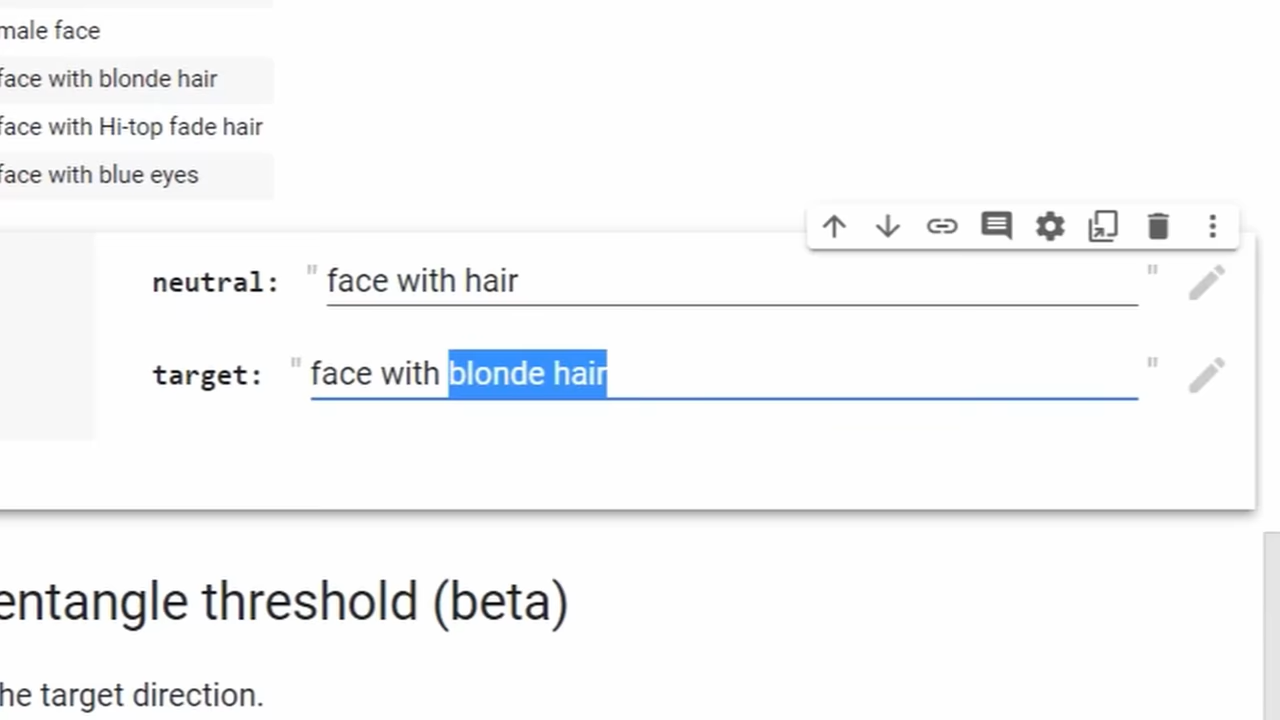 male face
face with blonde hair
face with Hi-top fade hair
face with blue eyes
neutral: " face with hair "
target: " face with blonde hair "
entangle threshold (beta)
he target direction.